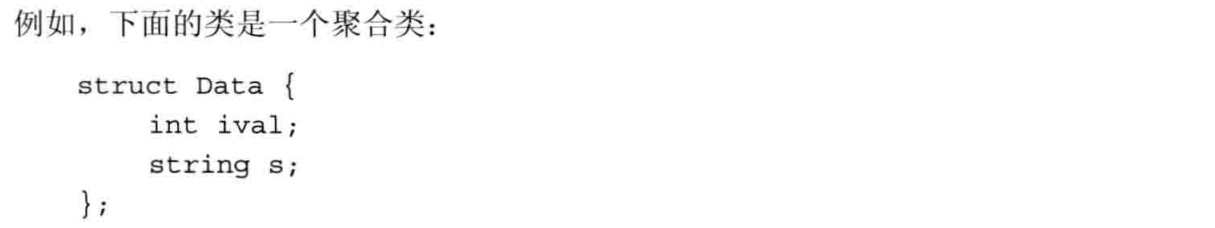 例如，下面的类是一个聚合类：
struct Data {
    int ival;
    string s;
};